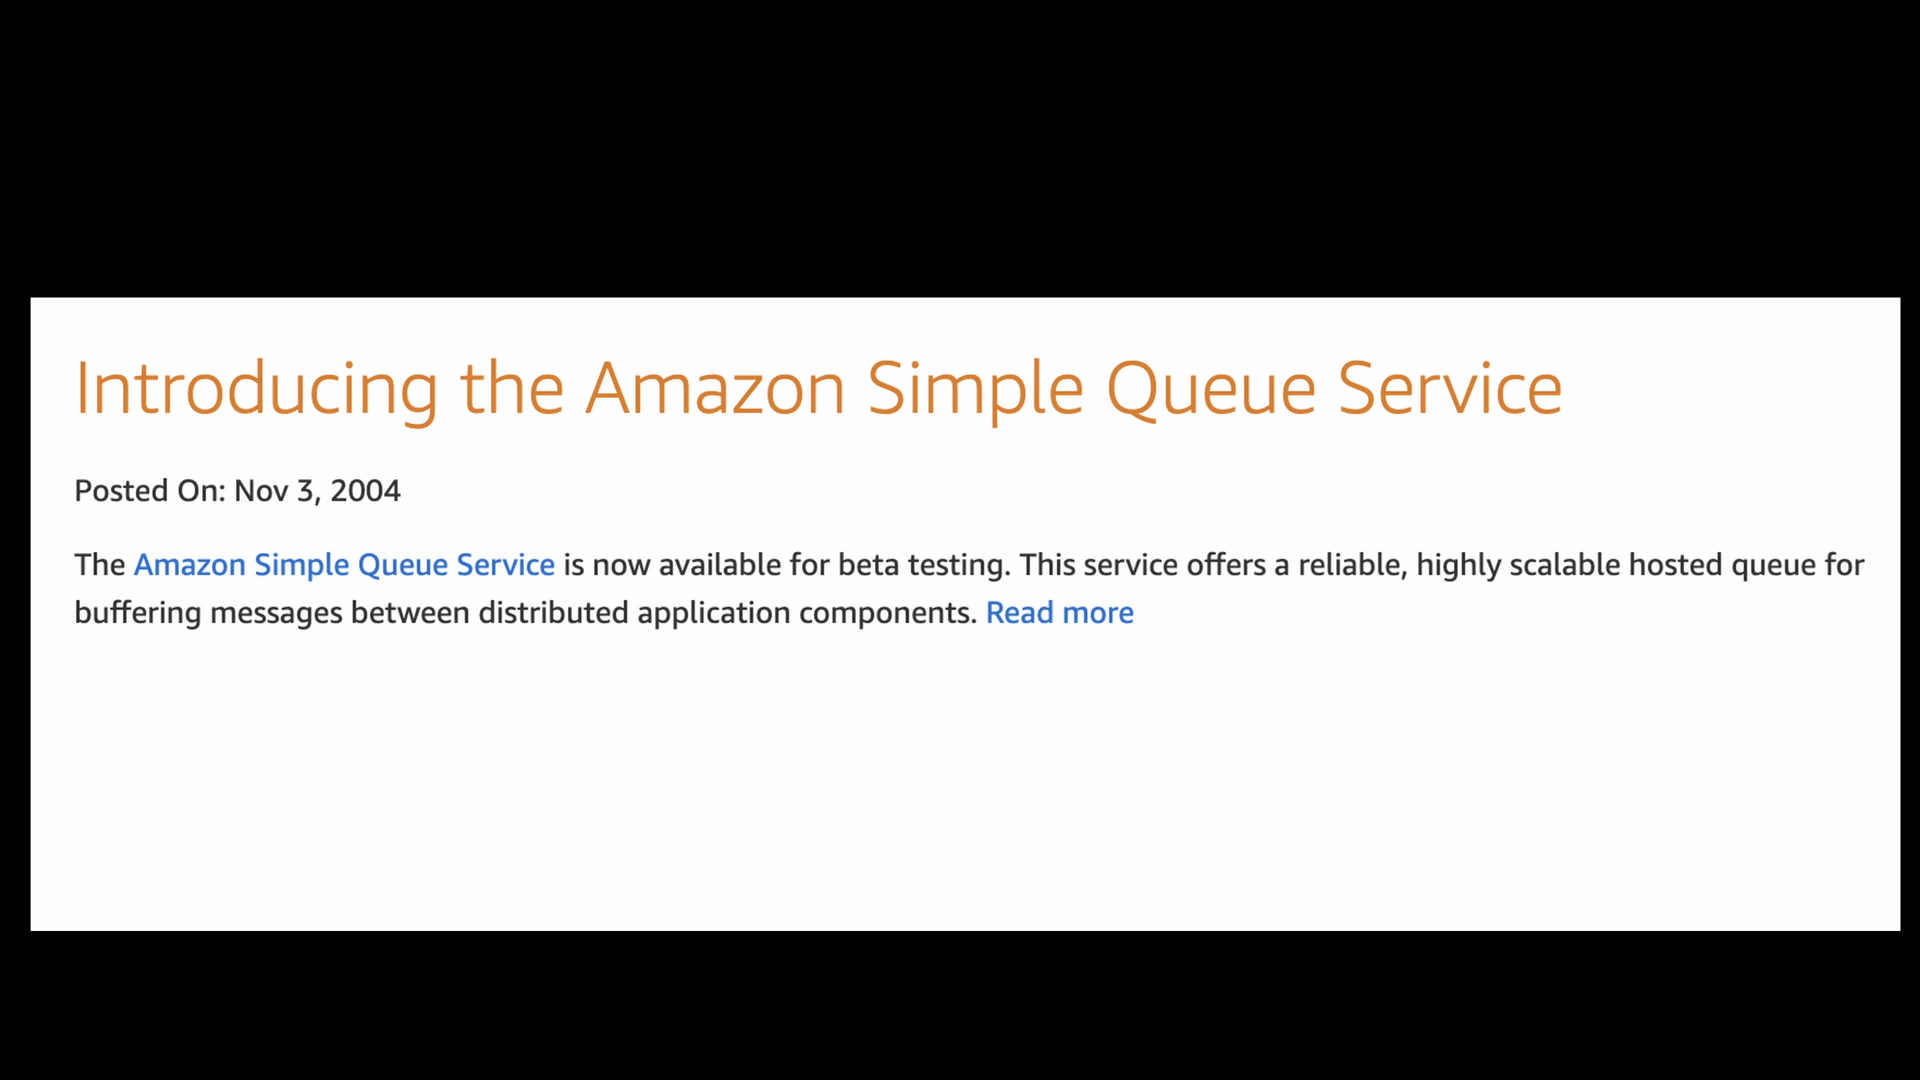 Introducing the Amazon Simple Queue Service
Posted On: Nov 3, 2004
The Amazon Simple Queue Service is now available for beta testing. This service offers a reliable, highly scalable hosted queue for
buffering messages between distributed application components. Read more